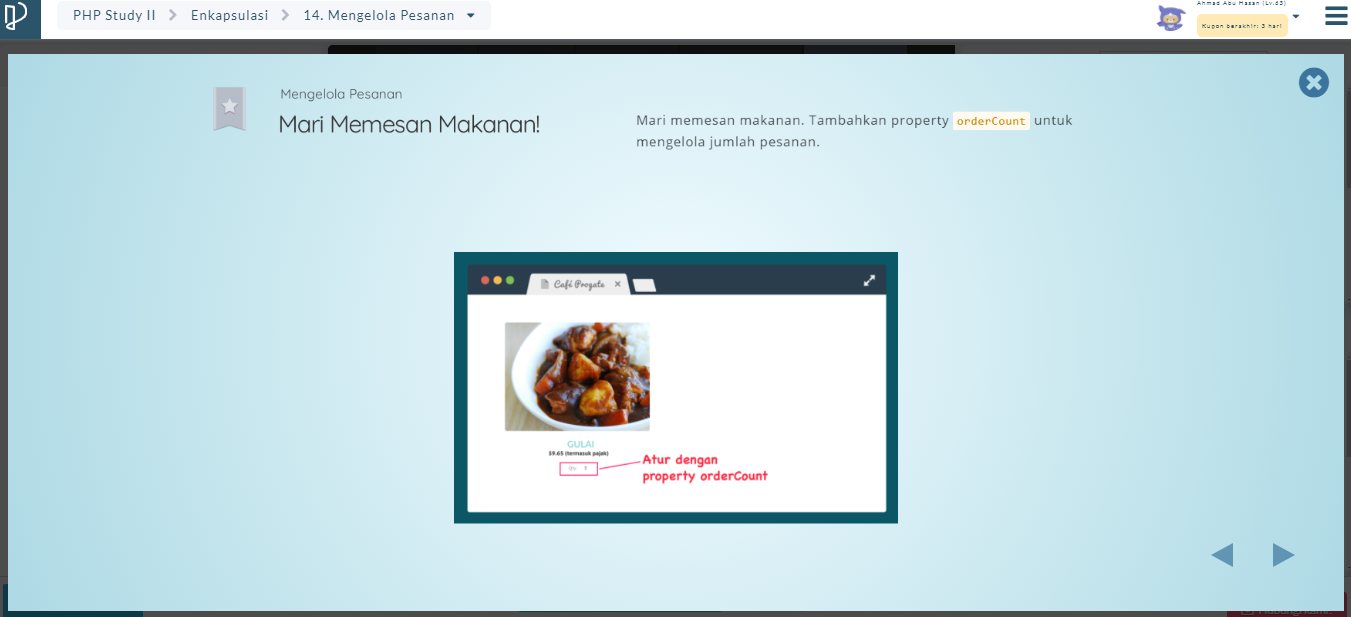 PHP Study II
Enkapsulasi
14. Mengelola Pesanan
Ahmad Abu Hasan (Lv.63)
Kupon berakhir: 3 hari
Mengelola Pesanan
Mari Memesan Makanan!
Mari memesan makanan. Tambahkan property orderCount untuk
mengelola jumlah pesanan.
Café Progate
GULAI
$9.65 (termasuk pajak)
Atur dengan
property orderCount